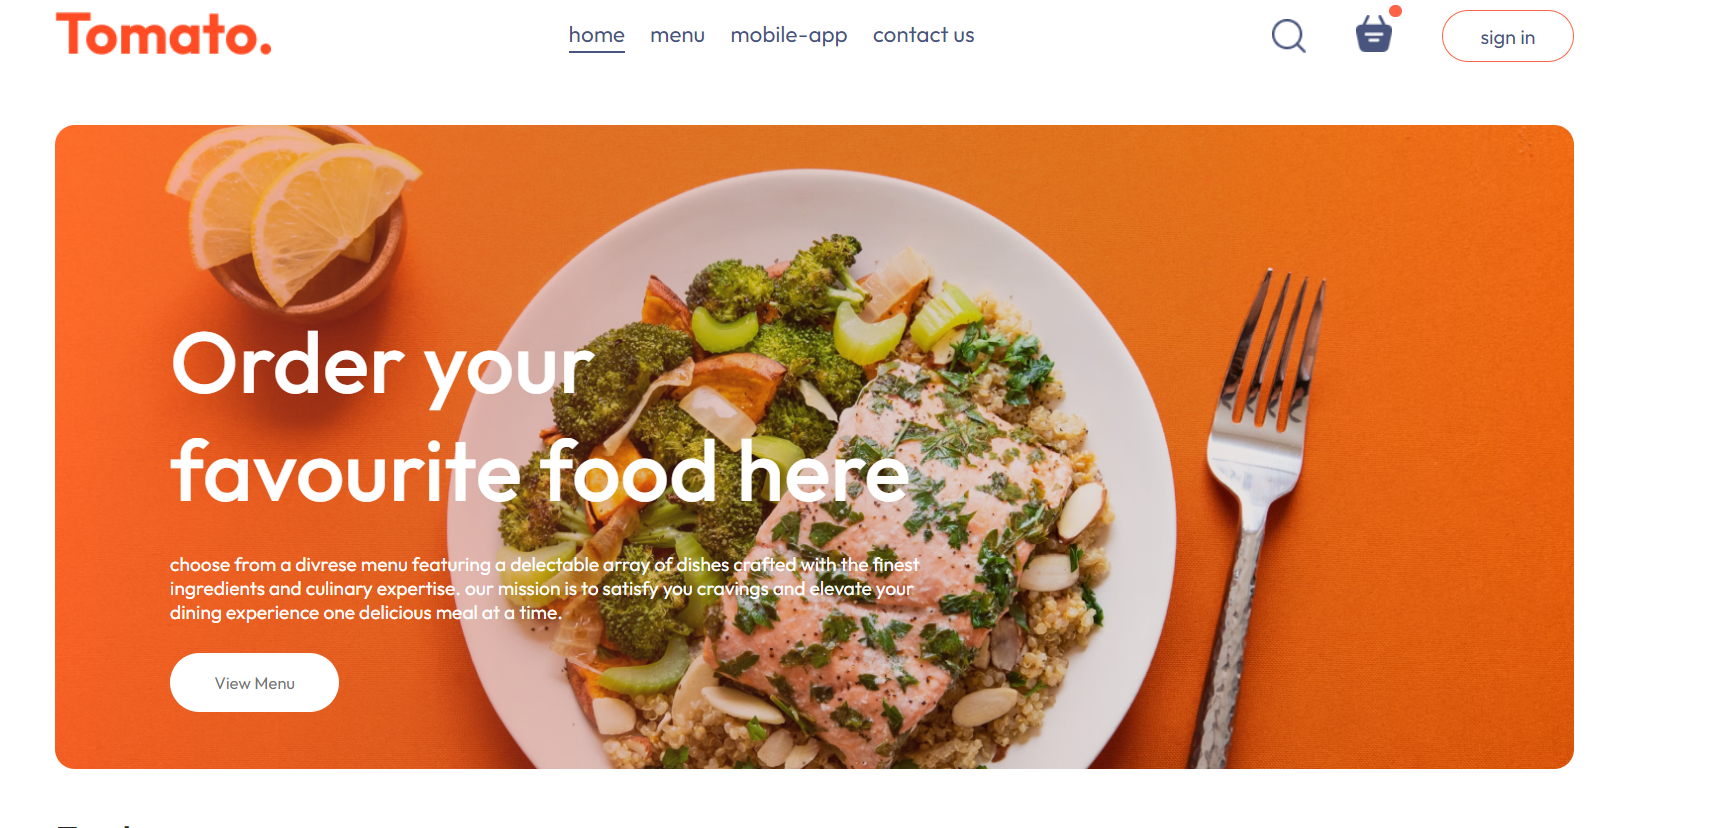 Tomato.
home menu mobile-app contact us
sign in
Order your
favourite food here
choose from a divrese menu featuring a delectable array of dishes crafted with the finest
ingredients and culinary expertise. our mission is to satisfy you cravings and elevate your
dining experience one delicious meal at a time.
View Menu